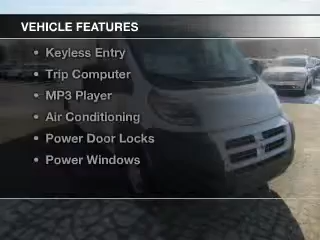 VEHICLE FEATURES
• Keyless Entry
• Trip Computer
• MP3 Player
• Air Conditioning
• Power Door Locks
• Power Windows